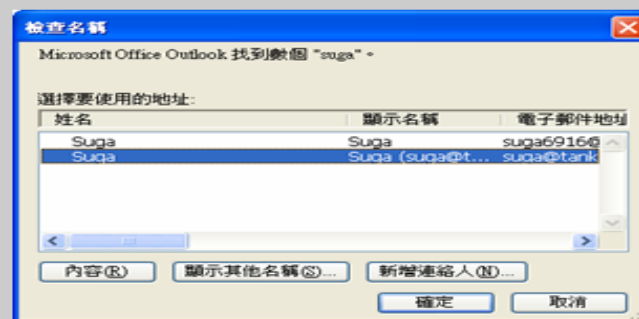 檢查名稱
Microsoft Office Outlook 找到數個 "suga"。
選擇要使用的地址:
姓名 顯示名稱 電子郵件地址
Suga Suga suga6916@
Suga Suga (suga@t... suga@tank
內容(R) 顯示其他名稱(S)... 新增連絡人(N)...
確定 取消